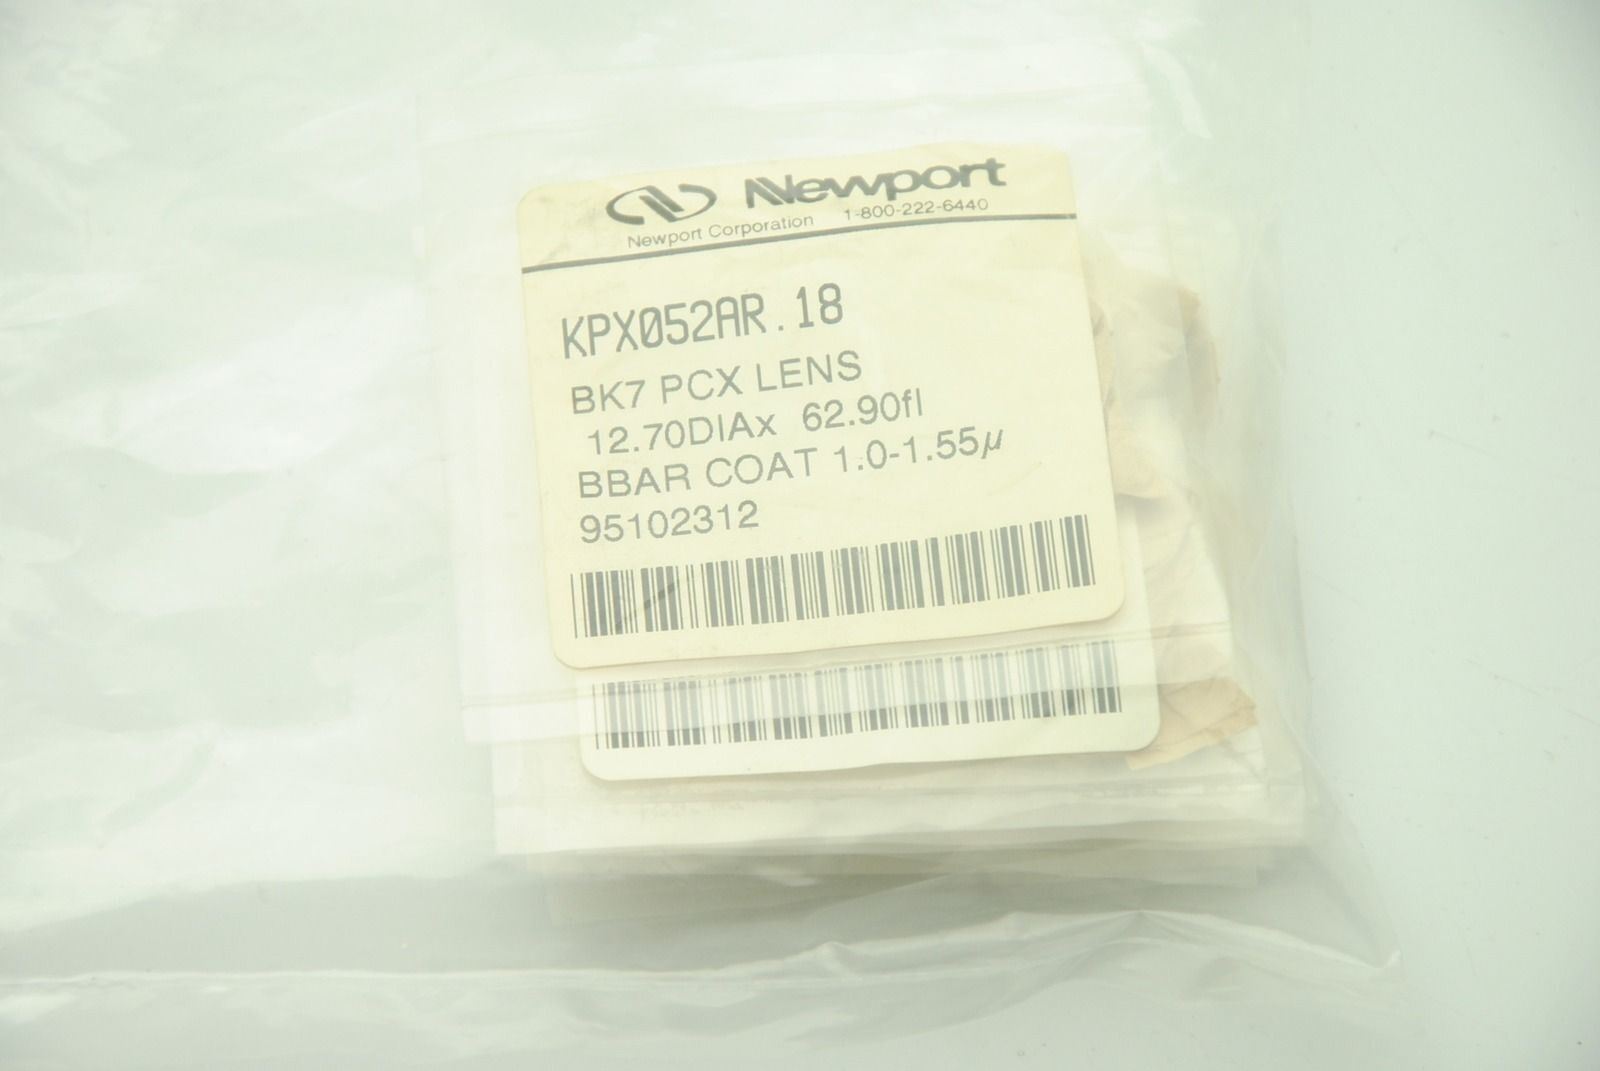 Newport
Newport Corporation 1-800-222-6440
KPX052AR.18
BK7 PCX LENS
12.70DIAx 62.90fl
BBAR COAT 1.0-1.55µ
95102312